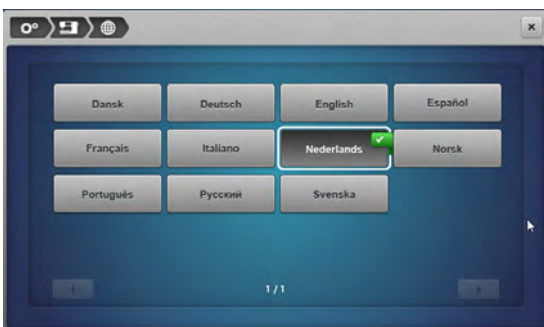 Dansk Deutsch English Español
Français Italiano Nederlands Norsk
Português Русский Svenska
1/1